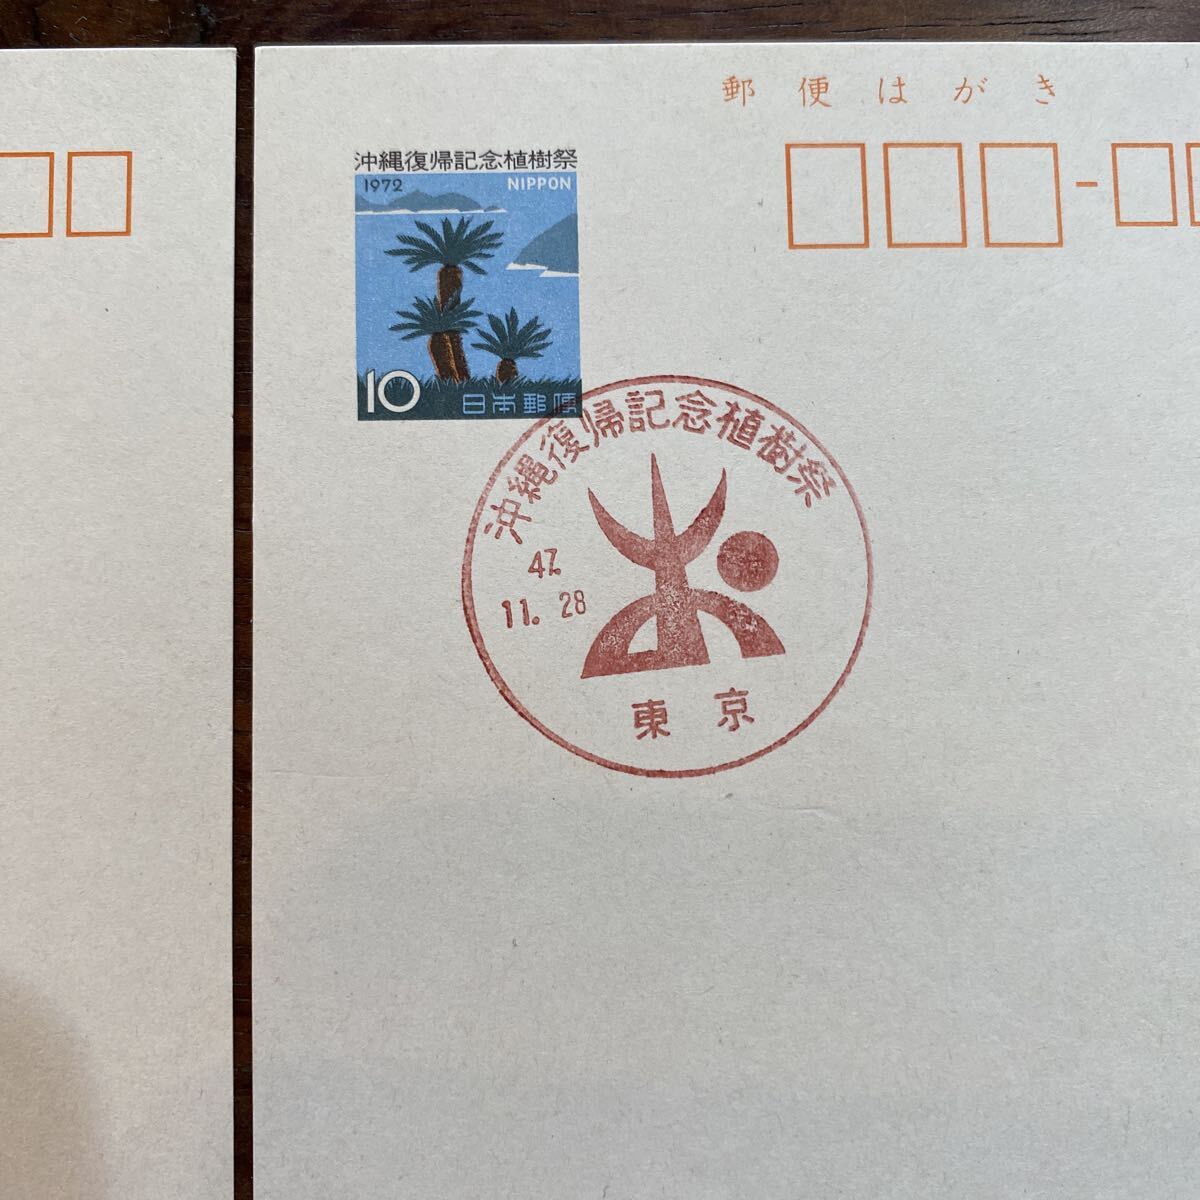 郵便はがき
沖縄復帰記念植樹祭
1972 NIPPON
10 日本郵便
沖縄復帰記念植樹祭
47.
11. 28
東京